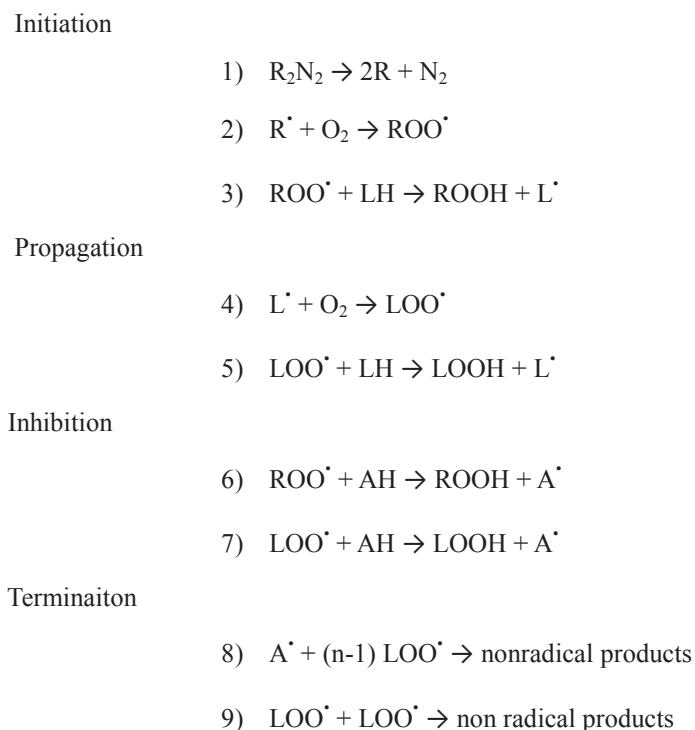 Initiation
1) R₂N₂ → 2R + N₂
2) R˙ + O₂ → ROO˙
3) ROO˙ + LH → ROOH + L˙
Propagation
4) L˙ + O₂ → LOO˙
5) LOO˙ + LH → LOOH + L˙
Inhibition
6) ROO˙ + AH → ROOH + A˙
7) LOO˙ + AH → LOOH + A˙
Terminaiton
8) A˙ + (n-1) LOO˙ → nonradical products
9) LOO˙ + LOO˙ → non radical products